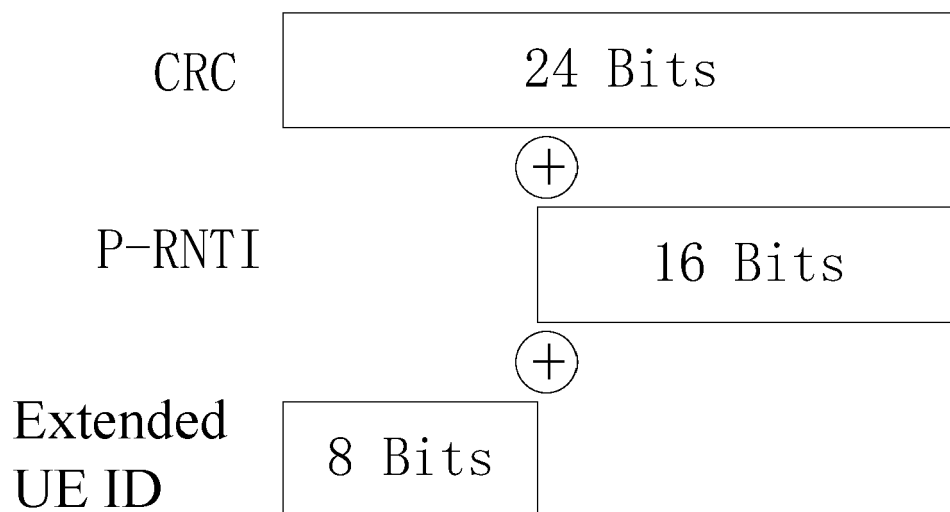 CRC 24 Bits
+
P-RNTI 16 Bits
+
Extended
UE ID 8 Bits